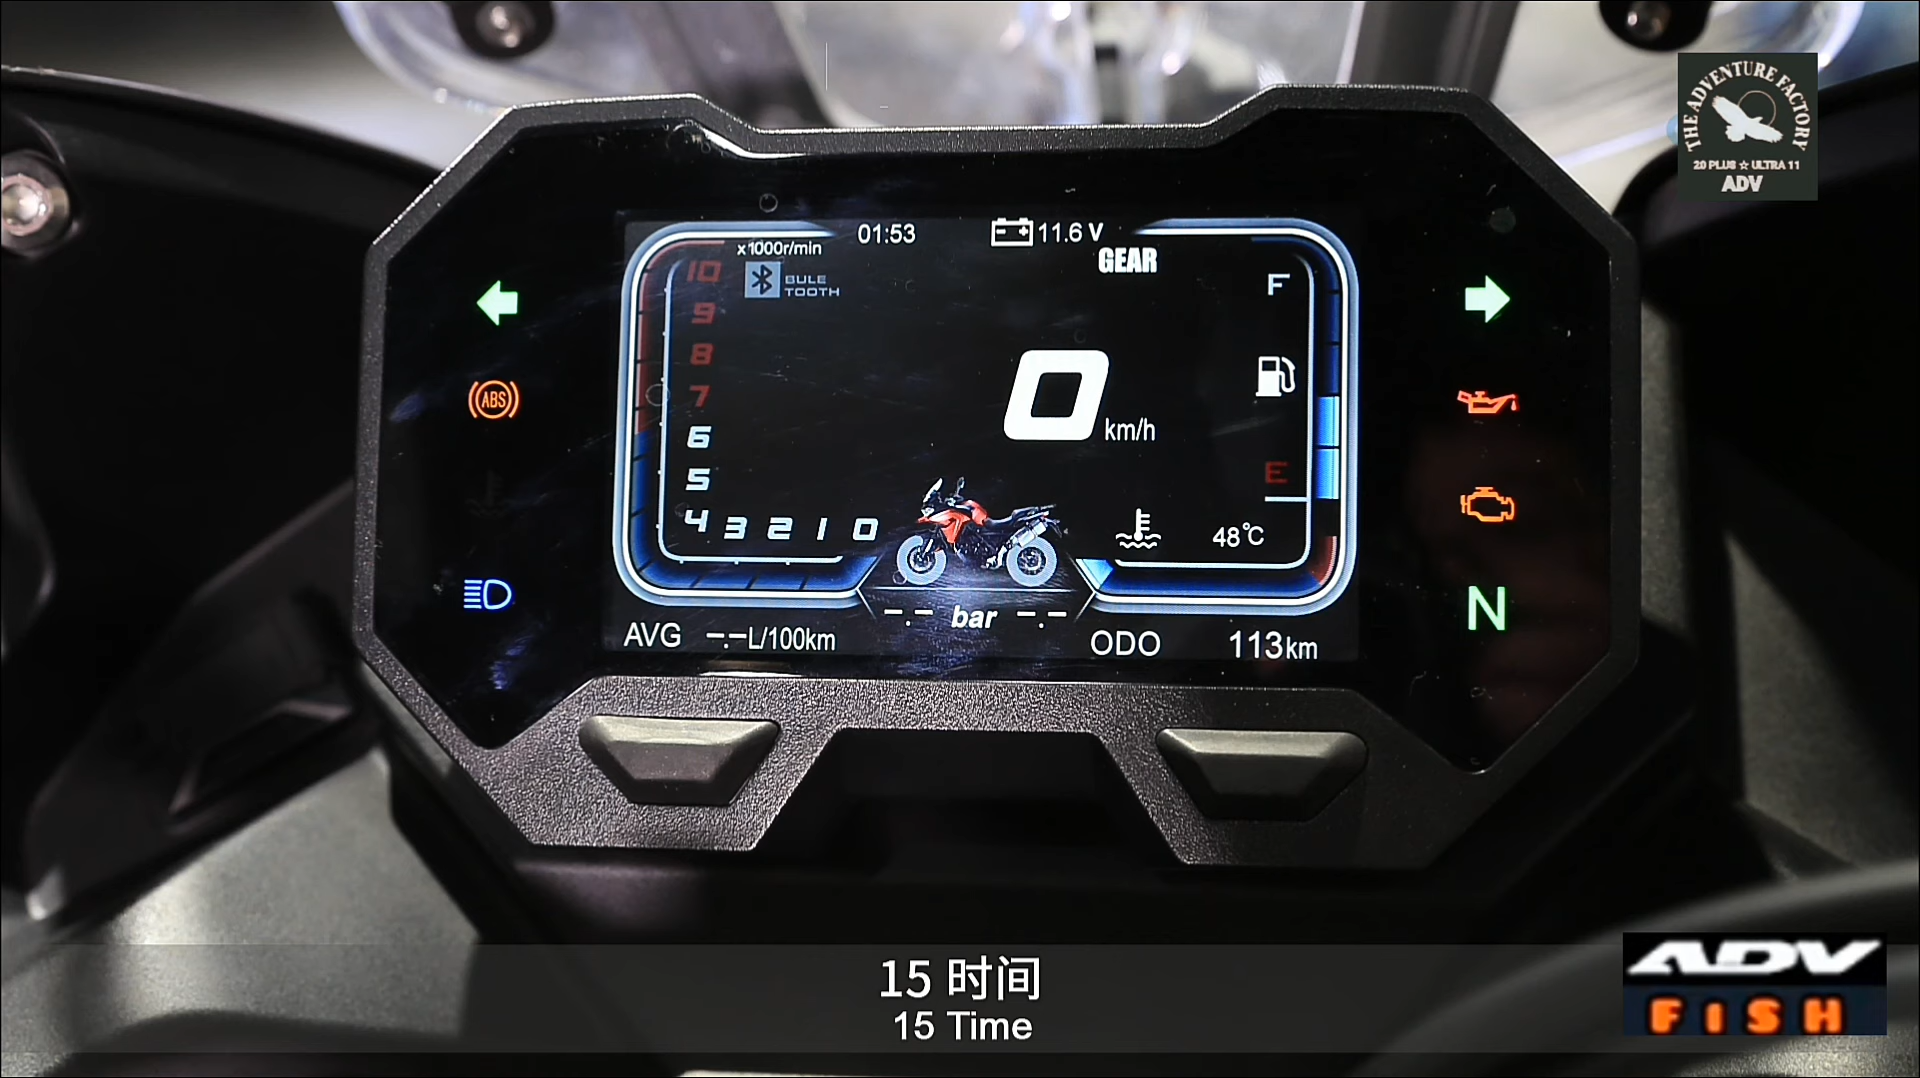 THE ADVENTURE FACTORY
20 PLUS ☆ ULTRA 11
ADV
01:53
11.6 V
x1000r/min
GEAR
BULE
TOOTH
10
9
8
7
6
5
4 3 2 1 0
F
ABS
0 km/h
E
48°C
N
-.- bar -.-
AVG --.--L/100km
ODO 113km
15 时间
15 Time
ADV
FISH